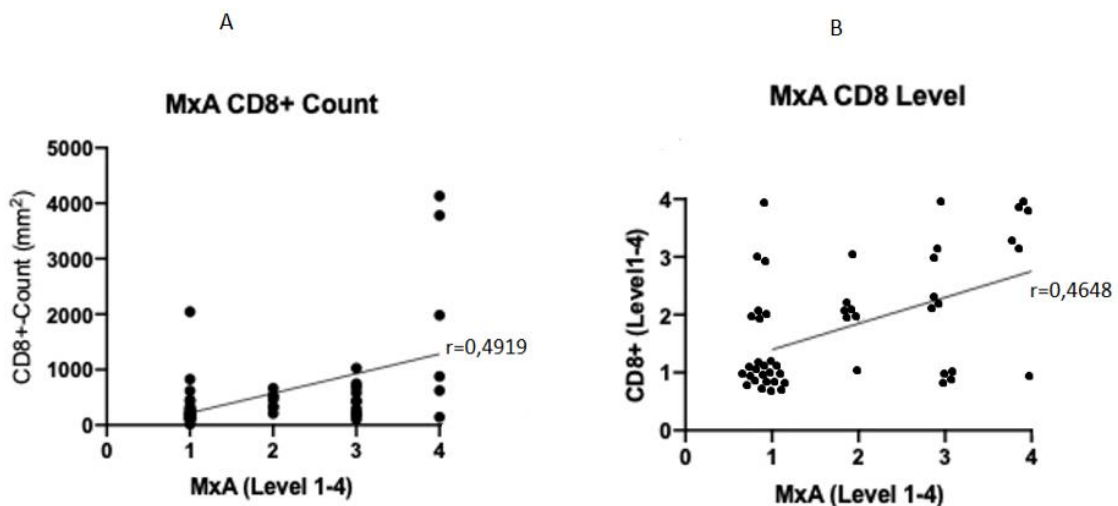 A
MxA CD8+ Count
CD8+-Count (mm²)
5000
4000
3000
2000
1000
0
r=0,4919
0 1 2 3 4
MxA (Level 1-4)
B
MxA CD8 Level
CD8+ (Level1-4)
4
3
2
1
0
r=0,4648
0 1 2 3 4
MxA (Level 1-4)